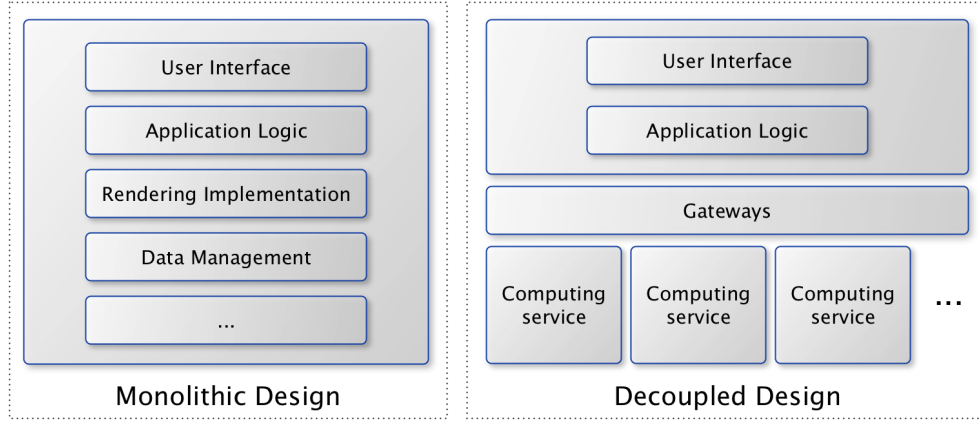 User Interface
Application Logic
Rendering Implementation
Data Management
...
Monolithic Design
User Interface
Application Logic
Gateways
Computing
service
Computing
service
Computing
service
...
Decoupled Design